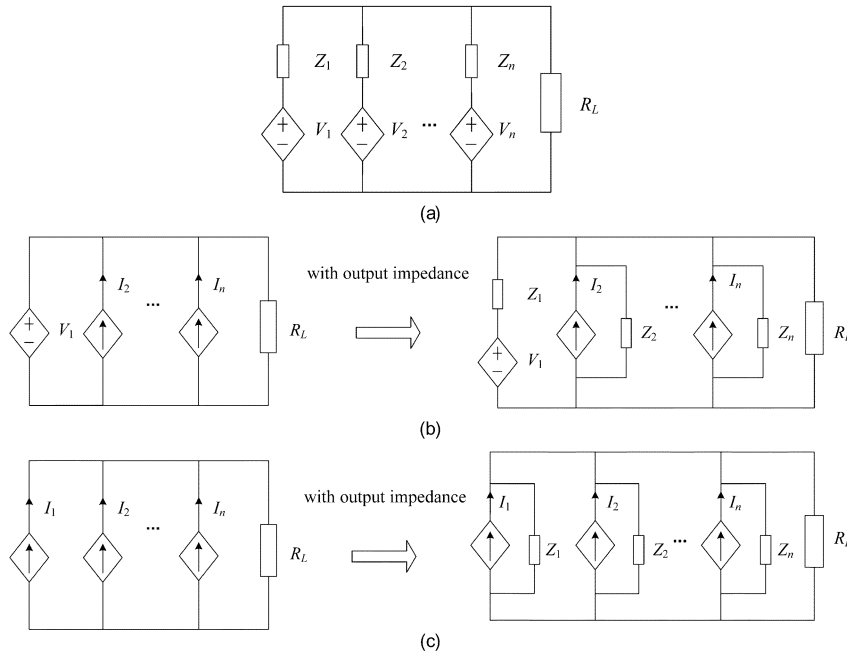 Z1 Z2 Zn RL
V1 V2 ... Vn
(a)
I2 ... In
V1 RL
with output impedance
Z1 I2 ... In
Z2 Zn R
V1
(b)
I1 I2 ... In
RL
with output impedance
I1 I2 In
Z1 Z2 ... Zn R
(c)